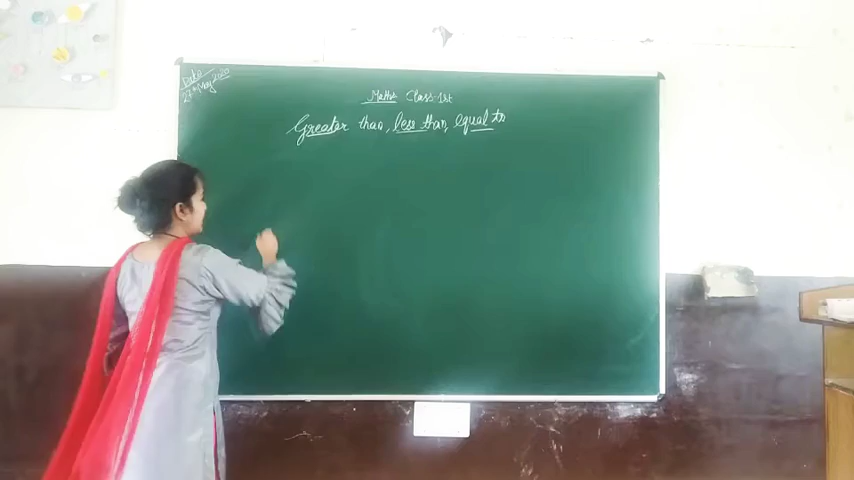 Date
27th May 2020
Maths Class-1st
Greater than, less than, equal to